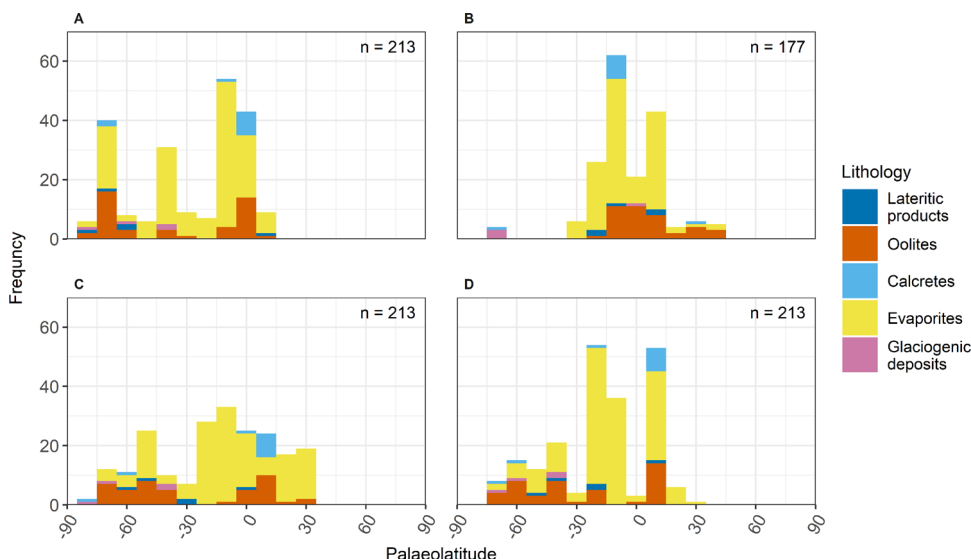 A
B
n = 213
n = 177
60
40
20
0
C
D
n = 213
n = 213
60
40
20
0
-90
-60
-30
0
30
60
90
-90
-60
-30
0
30
60
90
Frequncy
Palaeolatitude
Lithology
Lateritic
products
Oolites
Calcretes
Evaporites
Glaciogenic
deposits